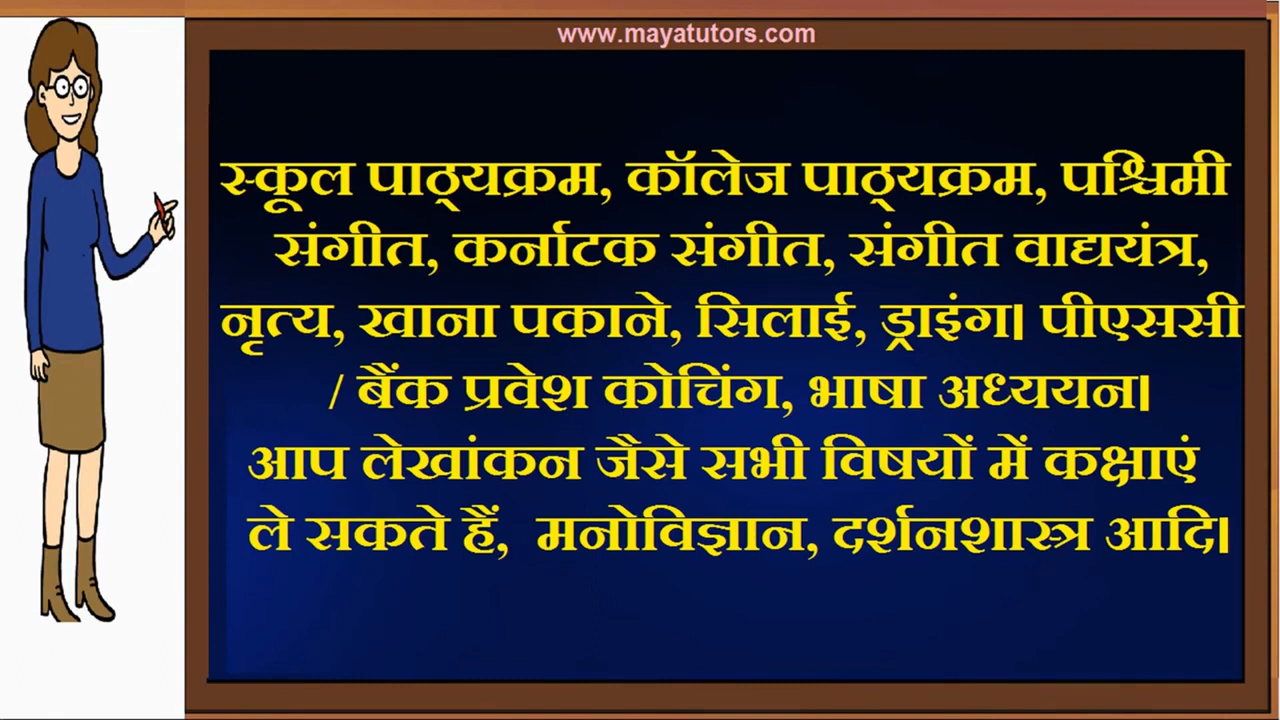 www.mayatutors.com
स्कूल पाठ्यक्रम, कॉलेज पाठ्यक्रम, पश्चिमी
संगीत, कर्नाटक संगीत, संगीत वाद्ययंत्र,
नृत्य, खाना पकाने, सिलाई, ड्राइंग। पीएससी
/ बैंक प्रवेश कोचिंग, भाषा अध्ययन।
आप लेखांकन जैसे सभी विषयों में कक्षाएं
ले सकते हैं, मनोविज्ञान, दर्शनशास्त्र आदि।